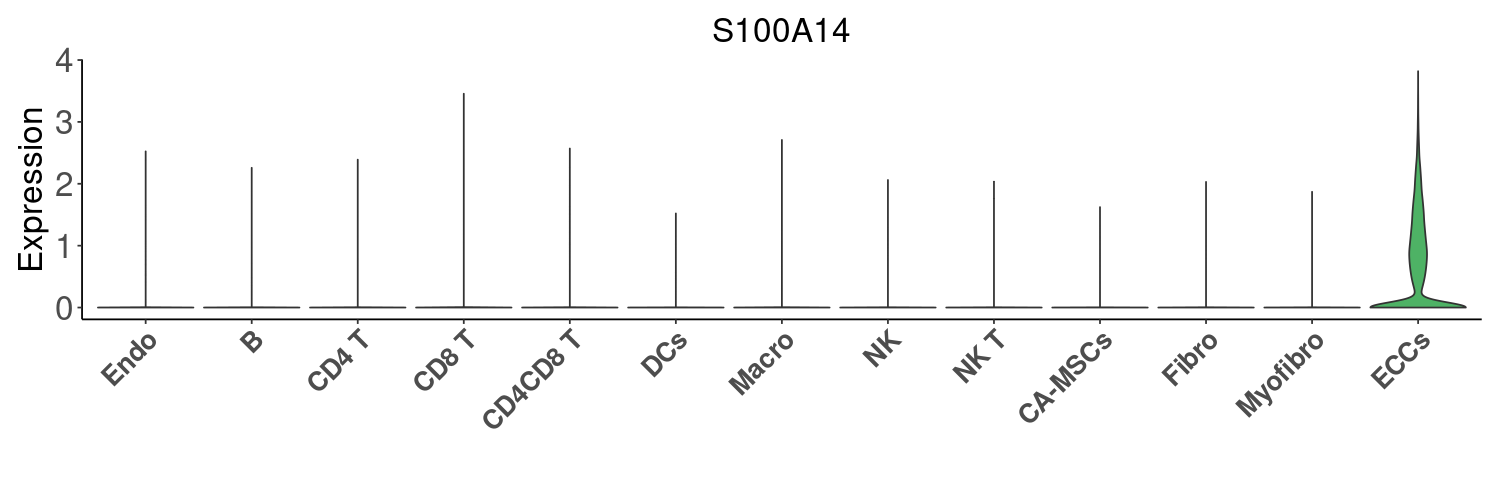 S100A14
Expression
4
3
2
1
0
Endo
B
CD4 T
CD8 T
CD4CD8 T
DCs
Macro
NK
NK T
CA-MSCs
Fibro
Myofibro
ECCs